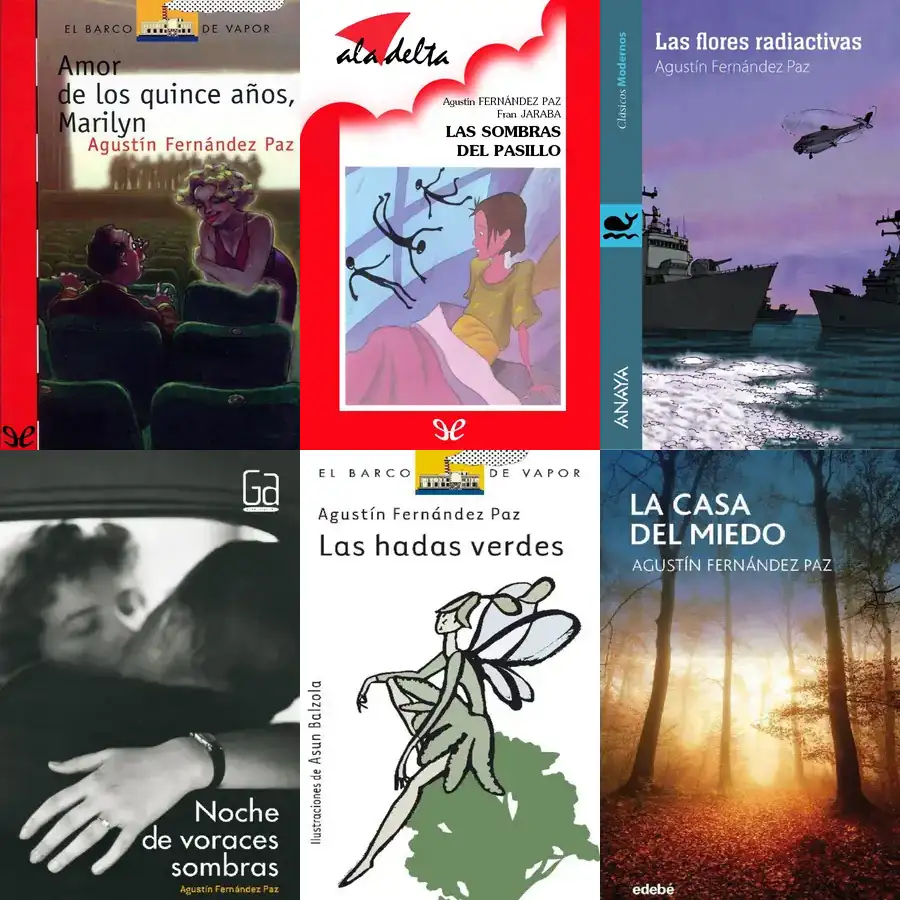 EL BARCO DE VAPOR
Amor
de los quince años,
Marilyn
Agustín Fernández Paz
ala delta
Agustín FERNÁNDEZ PAZ
Fran JARABA
LAS SOMBRAS
DEL PASILLO
Clásicos Modernos
Las flores radiactivas
Agustín Fernández Paz
ANAYA
Ga
Noche
de voraces
sombras
Agustín Fernández Paz
EL BARCO DE VAPOR
Agustín Fernández Paz
Las hadas verdes
Ilustraciones de Asun Balzola
LA CASA
DEL MIEDO
AGUSTÍN FERNÁNDEZ PAZ
edebé